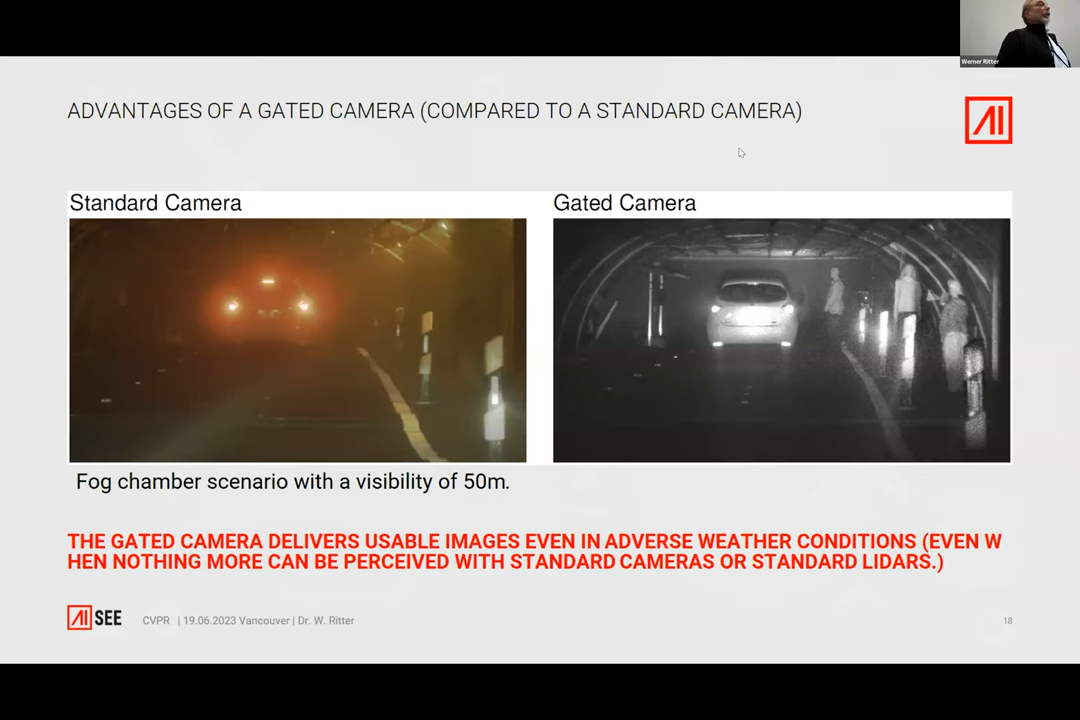 Werner Ritter
ADVANTAGES OF A GATED CAMERA (COMPARED TO A STANDARD CAMERA)
AI
Standard Camera
Gated Camera
Fog chamber scenario with a visibility of 50m.
THE GATED CAMERA DELIVERS USABLE IMAGES EVEN IN ADVERSE WEATHER CONDITIONS (EVEN W
HEN NOTHING MORE CAN BE PERCEIVED WITH STANDARD CAMERAS OR STANDARD LIDARS.)
AI SEE
CVPR | 19.06.2023 Vancouver | Dr. W. Ritter
18